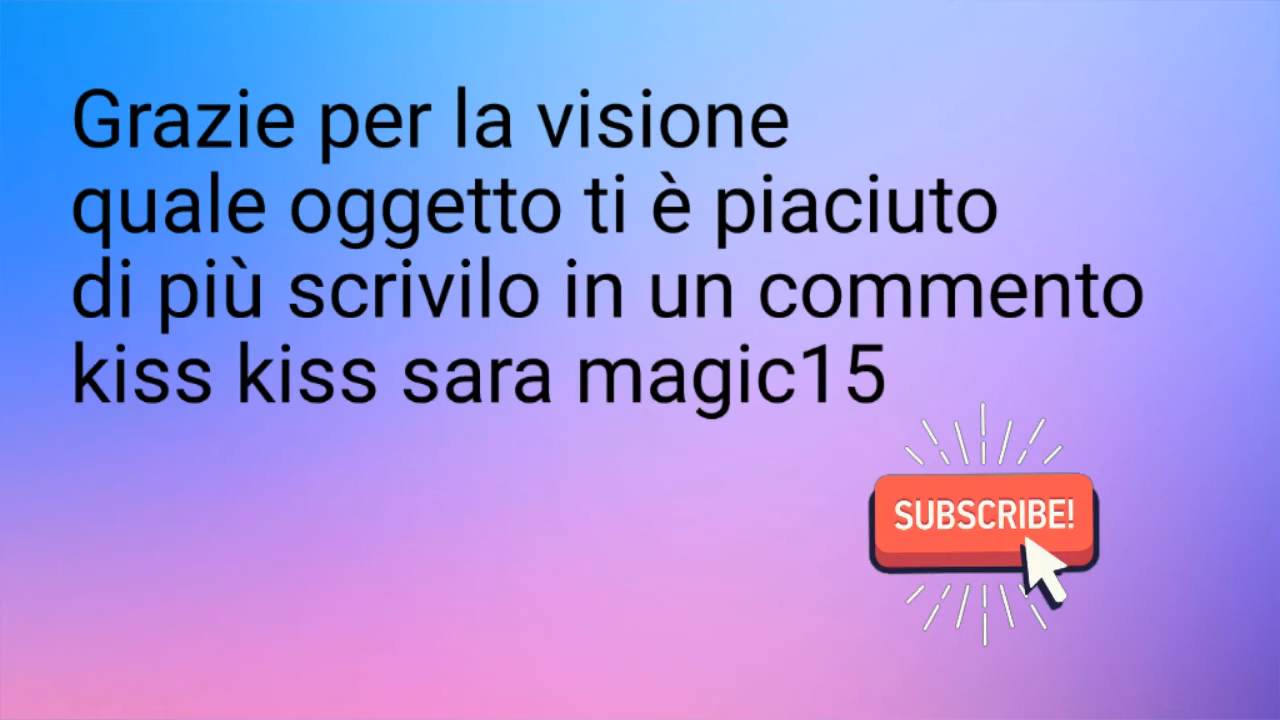 Grazie per la visione
quale oggetto ti è piaciuto
di più scrivilo in un commento
kiss kiss sara magic15
SUBSCRIBE!